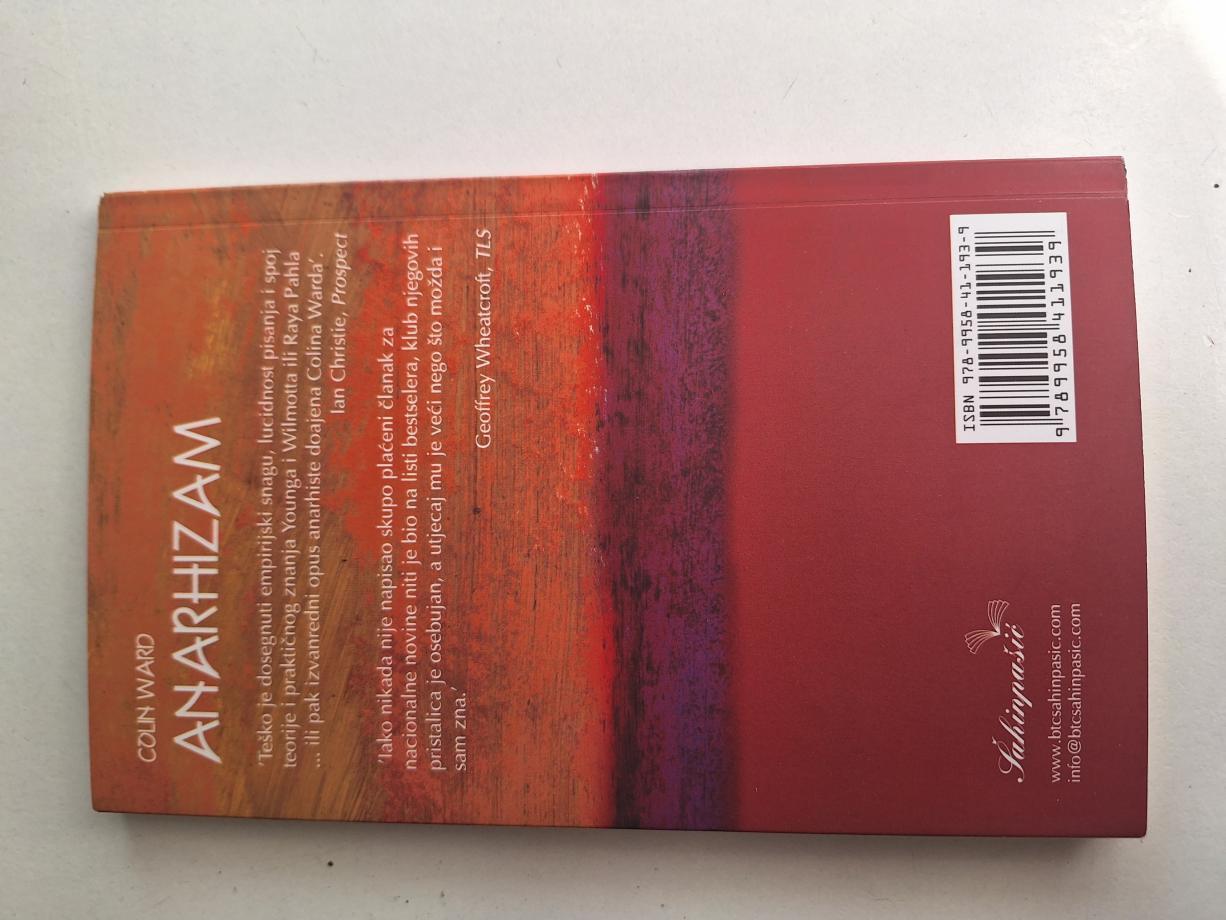 COLIN WARD
ANARHIZAM
'Teško je dosegnuti empirijski snagu, lucidnost pisanja i spoj
teorije i praktičnog znanja Younga i Wilmotta ili Raya Pahla
... ili pak izvanredni opus anarhiste doajena Colina Warda'.
Ian Christie, Prospect
'Iako nikada nije napisao skupo plaćeni članak za
nacionalne novine niti je bio na listi bestselera, klub njegovih
pristalica je osebujan, a utjecaj mu je veći nego što možda i
sam zna.'
Geoffrey Wheatcroft, TLS
Šahinpašić
www.btcsahinpasic.com
info@btcsahinpasic.com
ISBN 978-9958-41-193-9
9 789958 411939